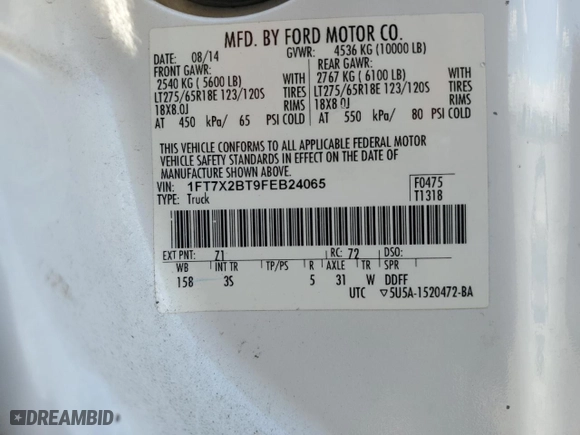 MFD. BY FORD MOTOR CO.
DATE: 08/14 GVWR: 4536 KG (10000 LB)
FRONT GAWR: REAR GAWR:
2540 KG ( 5600 LB) WITH 2767 KG ( 6100 LB) WITH
LT275/65R18E 123/120S TIRES LT275/65R18E 123/120S TIRES
18X8.0J RIMS 18X8.0J RIMS
AT 450 kPa/ 65 PSI COLD AT 550 kPa/ 80 PSI COLD
THIS VEHICLE CONFORMS TO ALL APPLICABLE FEDERAL MOTOR
VEHICLE SAFETY STANDARDS IN EFFECT ON THE DATE OF
MANUFACTURE SHOWN ABOVE.
VIN: 1FT7X2BT9FEB24065 F0475
TYPE: Truck T1318
EXT PNT: Z1 RC: 72 DSO:
WB INT TR TP/PS R AXLE TR SPR
158 3S 5 31 W DDFF
UTC ▽5U5A-1520472-BA
DREAMBID.COM